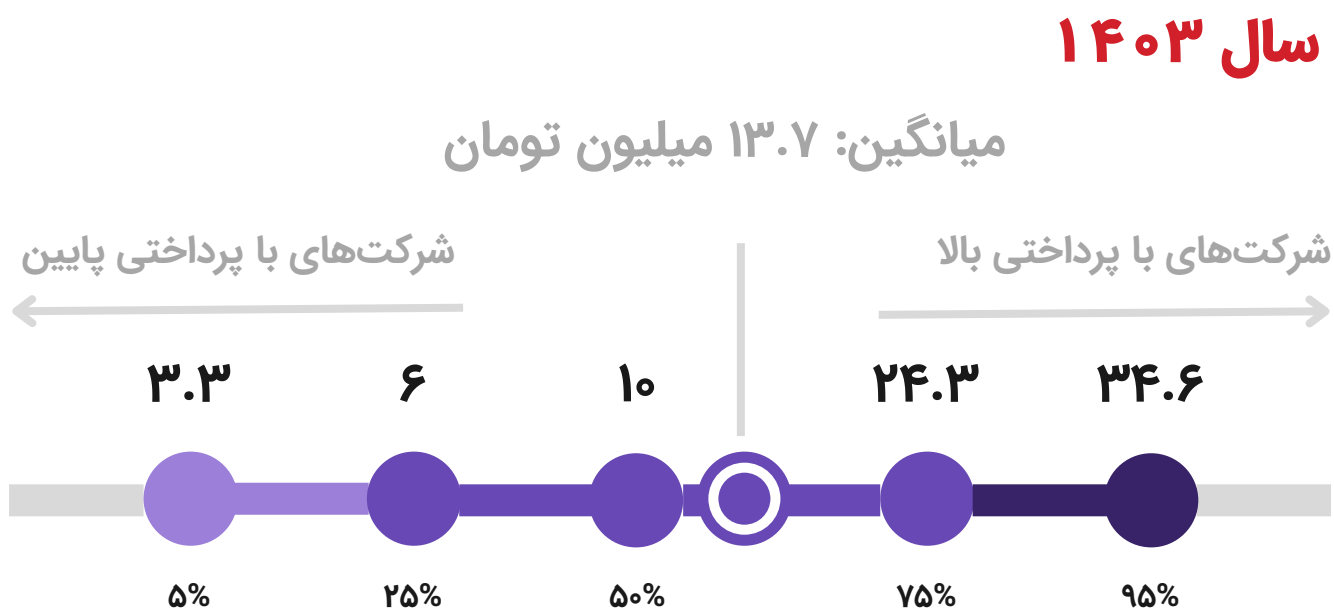 سال ۱۴۰۳
میانگین: ۱۳.۷ میلیون تومان
شرکت‌های با پرداختی بالا
شرکت‌های با پرداختی پایین
۳.۳ ۶ ۱۰ ۲۴.۳ ۳۴.۶
۵% ۲۵% ۵۰% ۷۵% ۹۵%